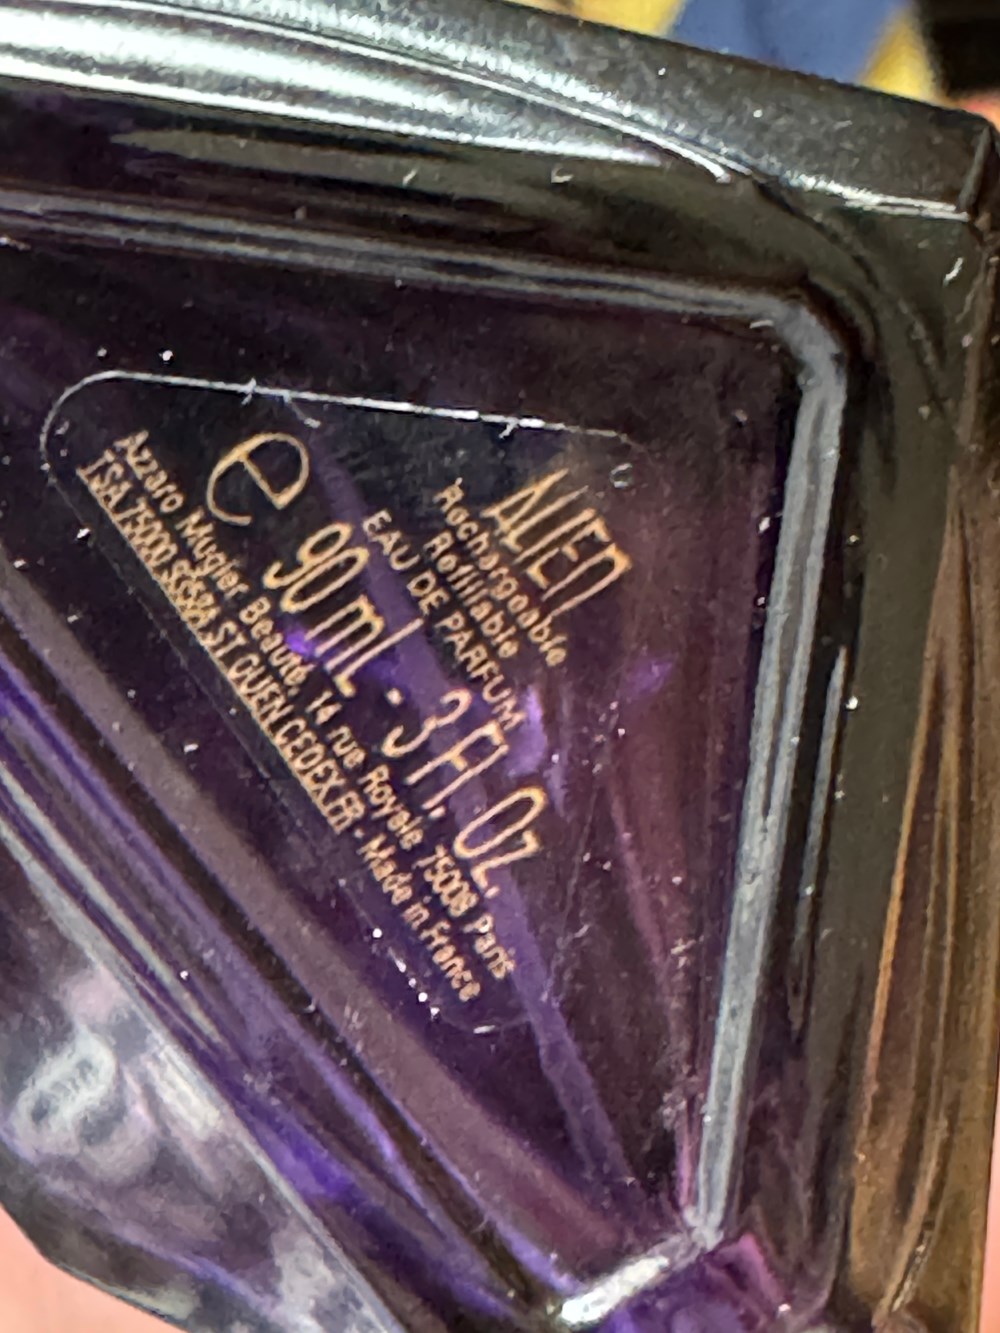 ALIEN
Rechargeable
Refillable
EAU DE PARFUM
e 90 mL - 3 Fl. Oz.
Azzaro Mugler Beauté, 14 rue Royale 75008 Paris
TSA 75000 ST OUEN CEDEX FR - Made in France